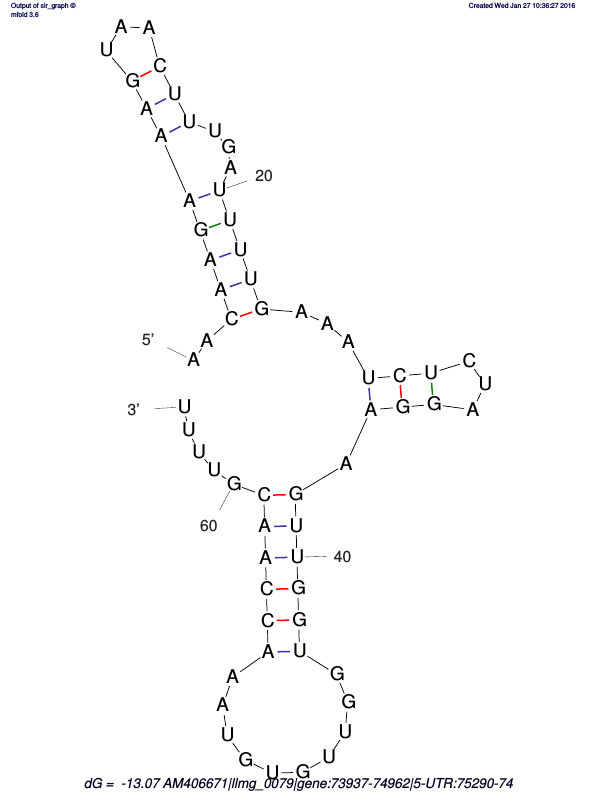 Output of sir_graph ©
mfold 3.6
Created Wed Jan 27 10:36:27 2016
5'
A A C A A G A A A G U A A C U U U G A U
20
U U U G A A A U C U C U A G G A A G U U
40
G G U G G U U G U G U A A A C C A A C G
60
U U U U
3'
dG = -13.07 AM406671|llmg_0079|gene:73937-74962|5-UTR:75290-74